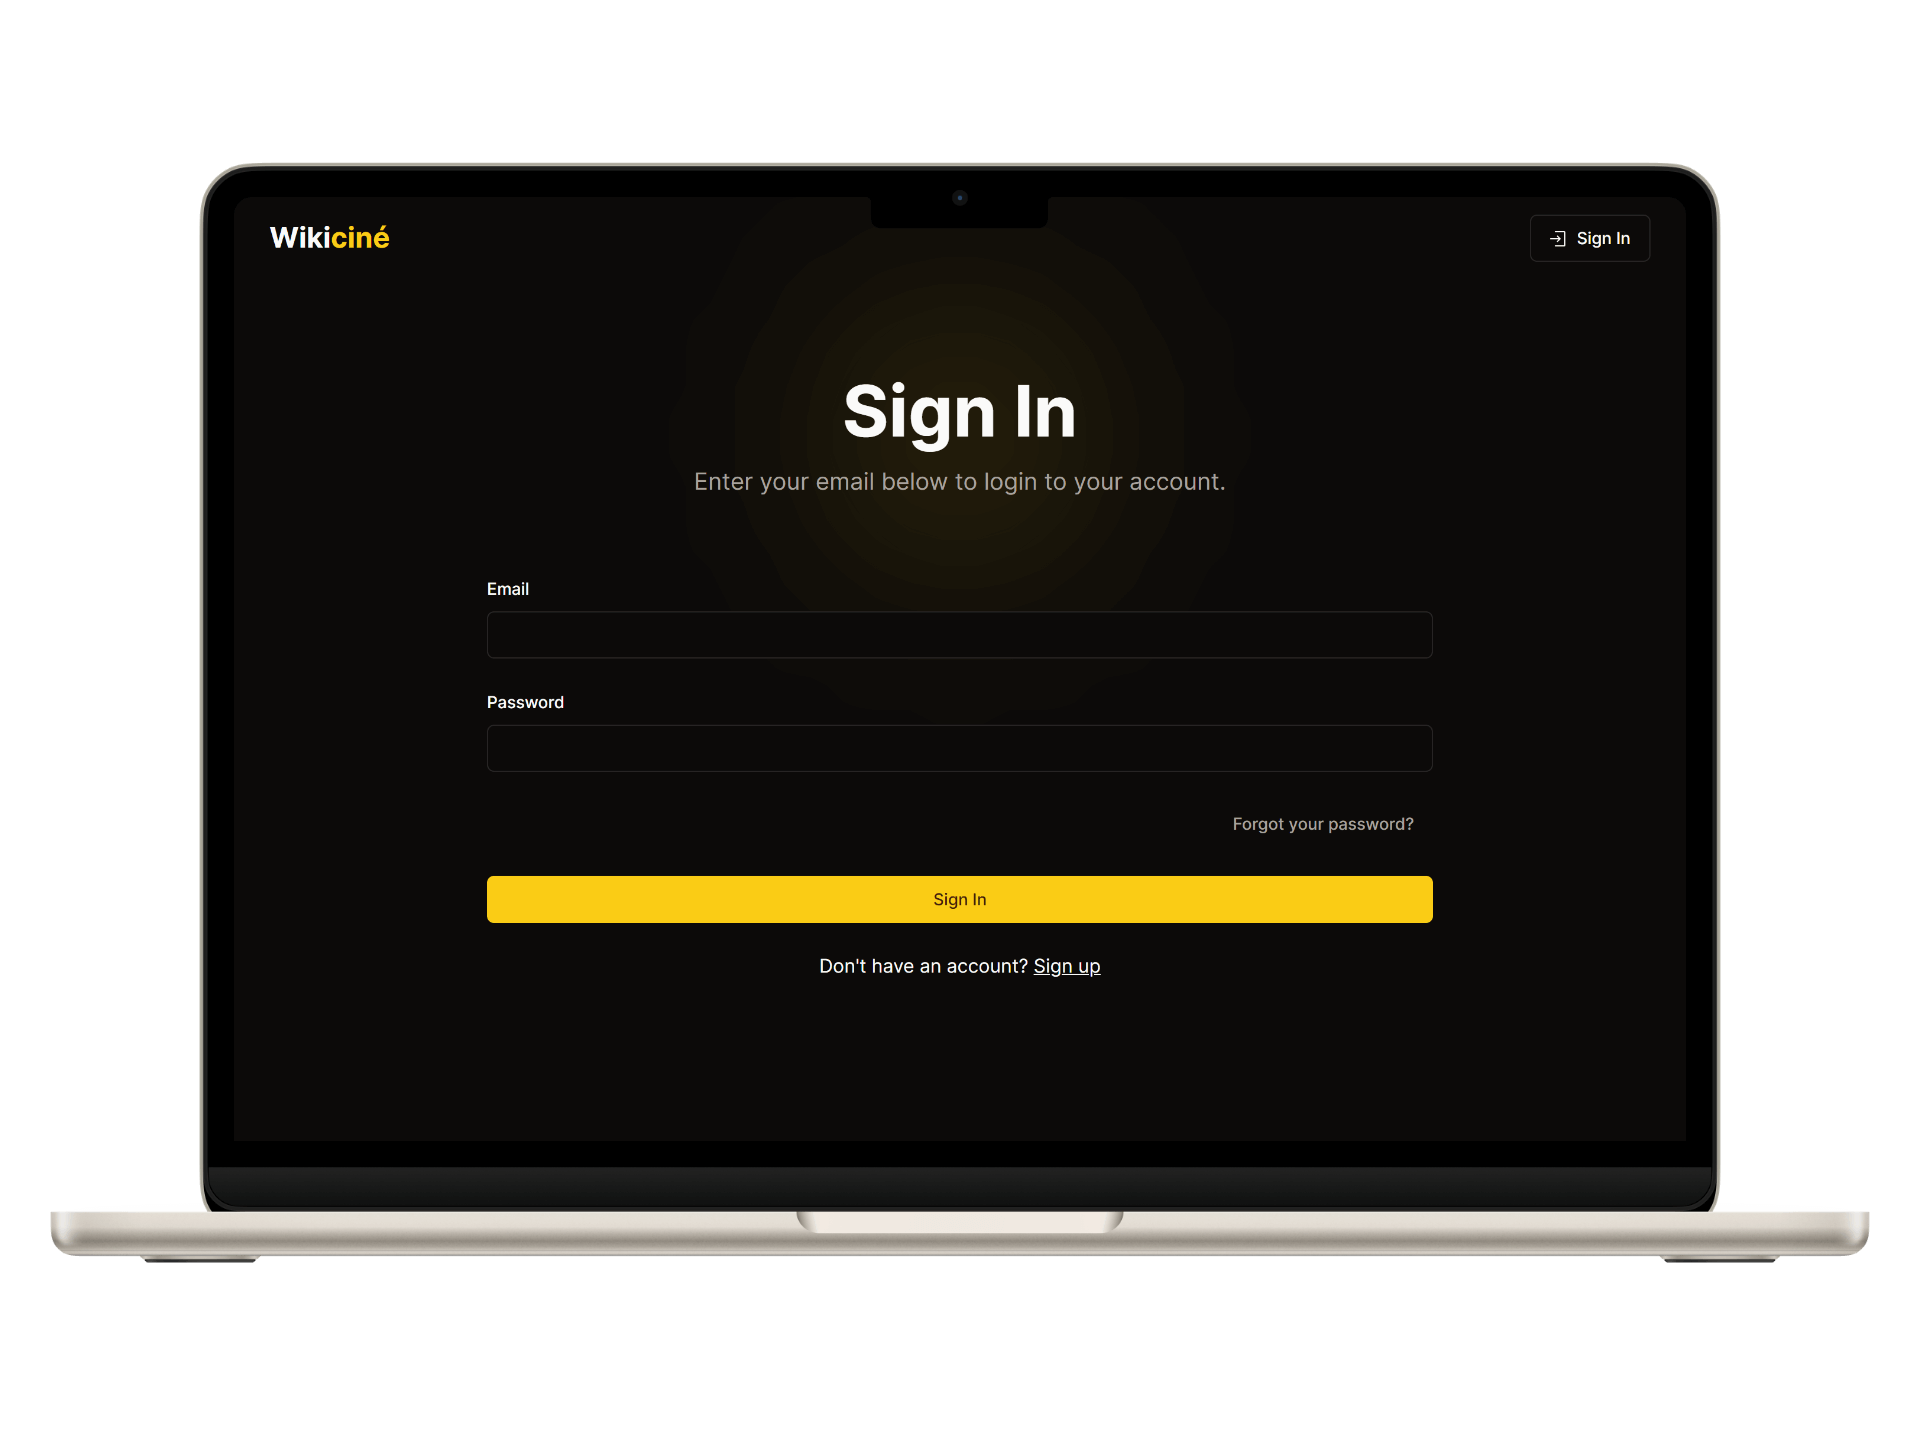 Wikiciné
Sign In
Sign In
Enter your email below to login to your account.
Email
Password
Forgot your password?
Sign In
Don't have an account? Sign up